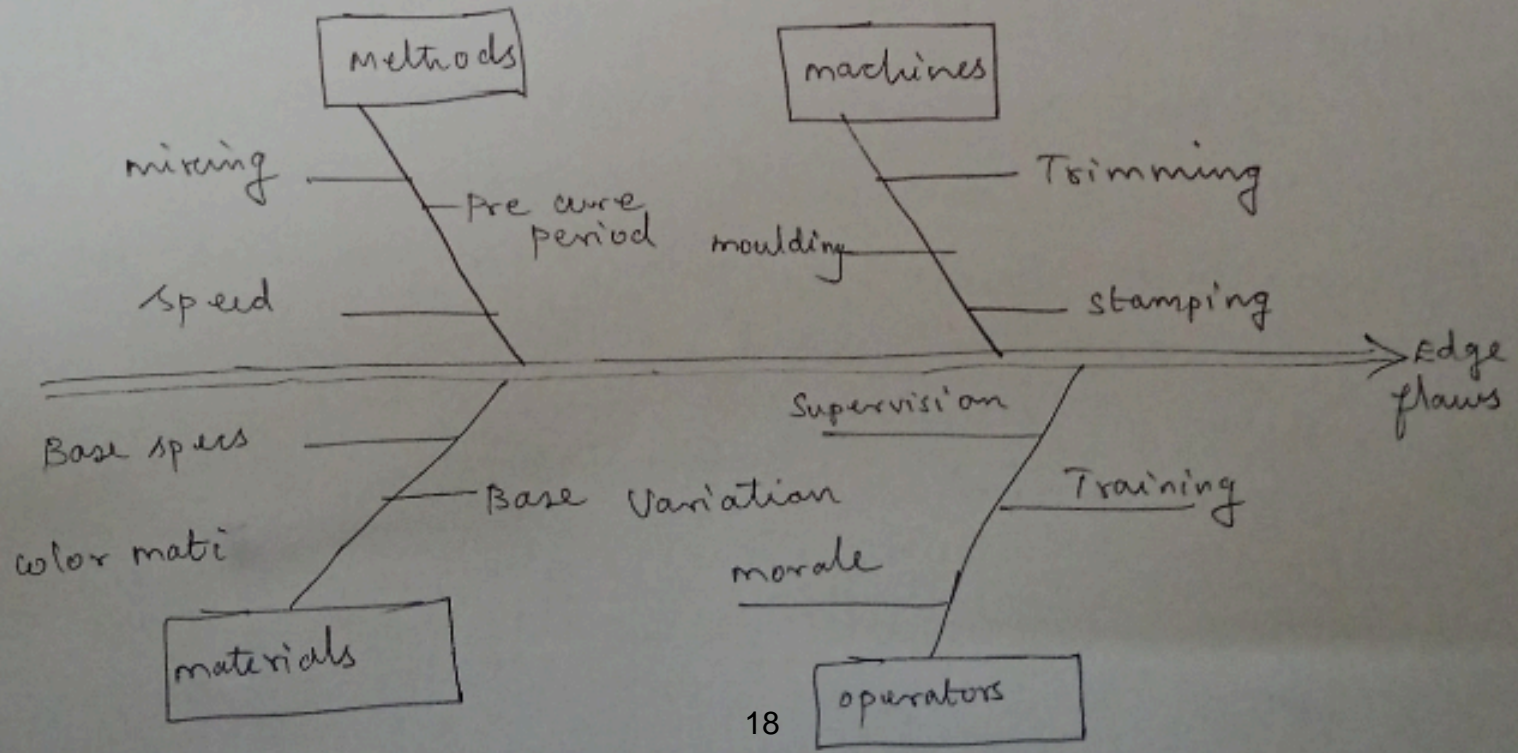 Methods
machines
mixing
Trimming
Pre cure
period
moulding
speed
stamping
Edge
flaws
Supervision
Base specs
Training
Base Variation
color mati
morale
materials
operators
18